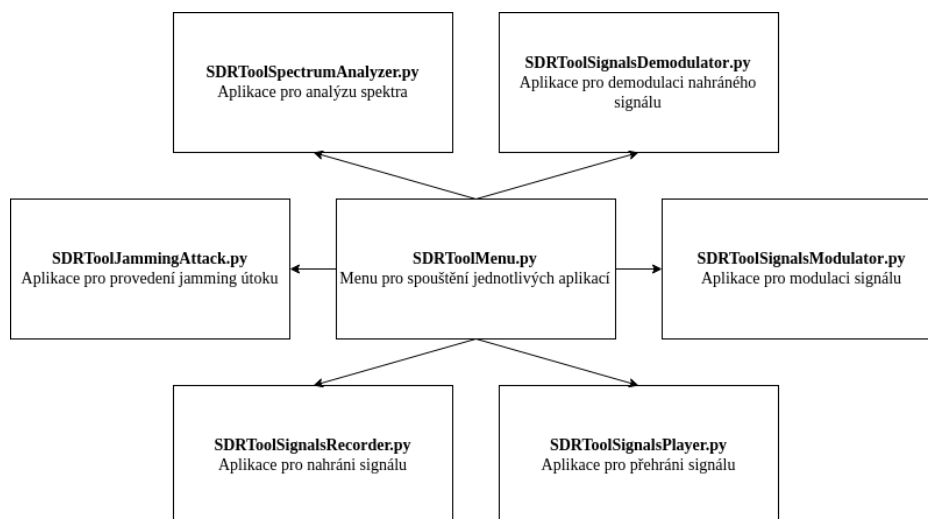 SDRToolSpectrumAnalyzer.py
Aplikace pro analýzu spektra
SDRToolSignalsDemodulator.py
Aplikace pro demodulaci nahráného
signálu
SDRToolJammingAttack.py
Aplikace pro provedení jamming útoku
SDRToolMenu.py
Menu pro spouštění jednotlivých aplikací
SDRToolSignalsModulator.py
Aplikace pro modulaci signálu
SDRToolSignalsRecorder.py
Aplikace pro nahráni signálu
SDRToolSignalsPlayer.py
Aplikace pro přehráni signálu